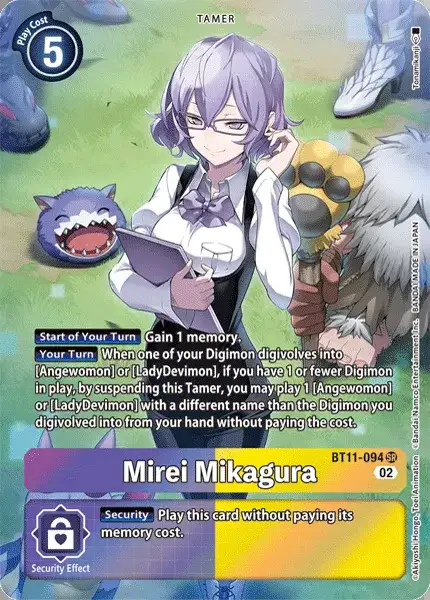 TAMER
Play Cost
5
Tonamikanji
Start of Your Turn Gain 1 memory.
Your Turn When one of your Digimon digivolves into
[Angewomon] or [LadyDevimon], if you have 1 or fewer Digimon
in play, by suspending this Tamer, you may play 1 [Angewomon]
or [LadyDevimon] with a different name than the Digimon you
digivolved into from your hand without paying the cost.
BT11-094 SR
Mirei Mikagura
02
Security Play this card without paying its
memory cost.
Security Effect
©Akiyoshi Hongo, Toei Animation ©Bandai Namco Entertainment Inc. BANDAI MADE IN JAPAN